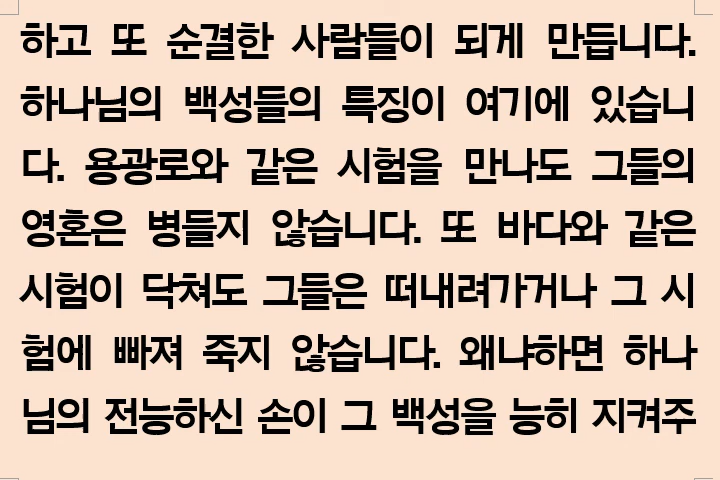 하고 또 순결한 사람들이 되게 만듭니다.
하나님의 백성들의 특징이 여기에 있습니
다. 용광로와 같은 시험을 만나도 그들의
영혼은 병들지 않습니다. 또 바다와 같은
시험이 닥쳐도 그들은 떠내려가거나 그 시
험에 빠져 죽지 않습니다. 왜냐하면 하나
님의 전능하신 손이 그 백성을 능히 지켜주